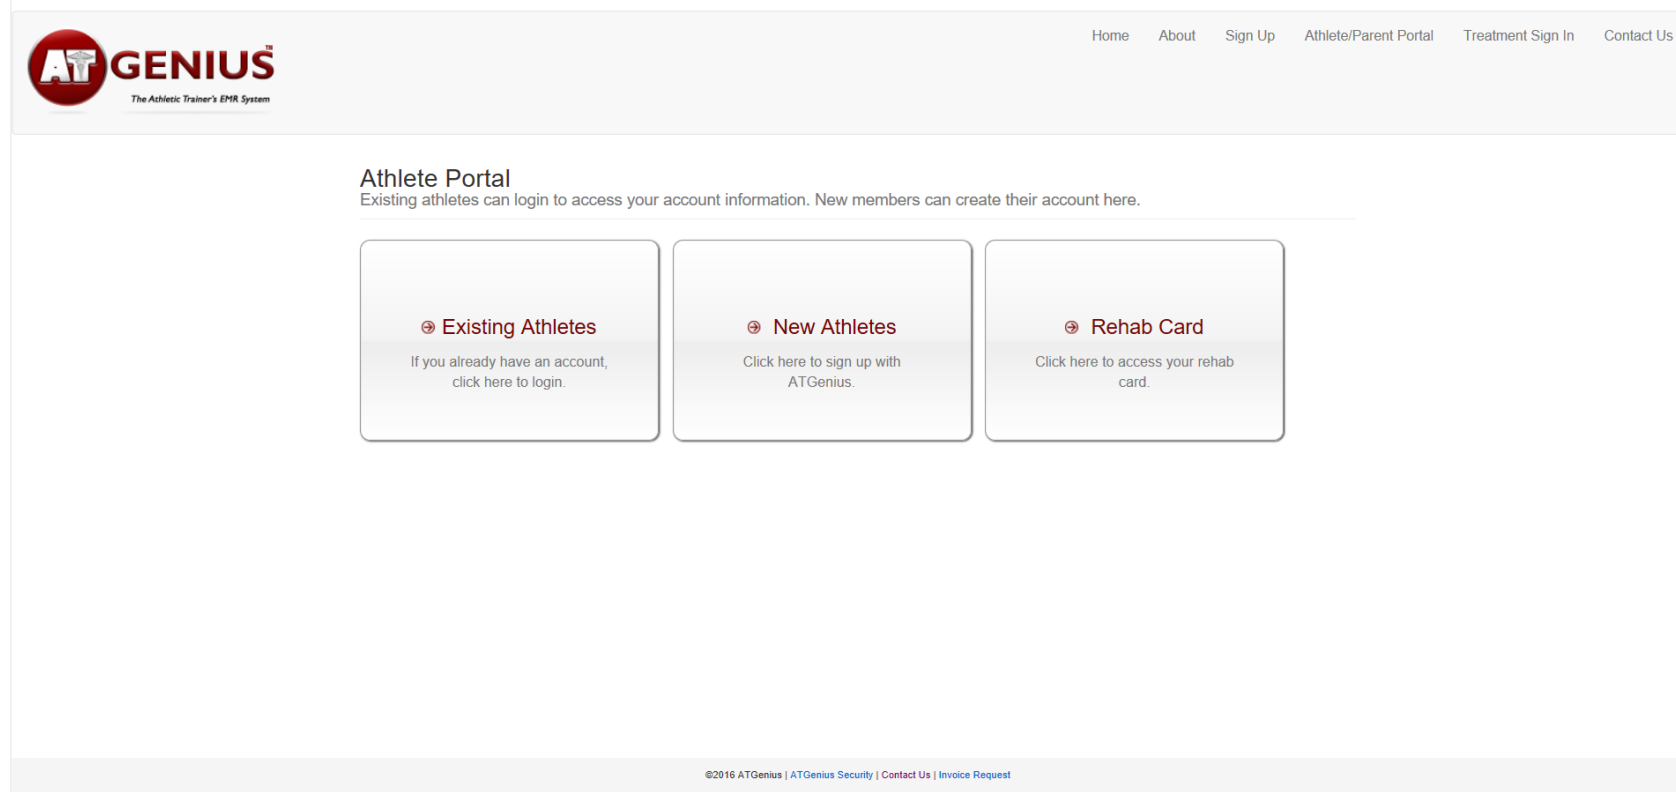 AT GENIUS™
The Athletic Trainer's EMR System
Home About Sign Up Athlete/Parent Portal Treatment Sign In Contact Us
Athlete Portal
Existing athletes can login to access your account information. New members can create their account here.
Existing Athletes
If you already have an account,
click here to login.
New Athletes
Click here to sign up with
ATGenius.
Rehab Card
Click here to access your rehab
card.
©2016 ATGenius | ATGenius Security | Contact Us | Invoice Request